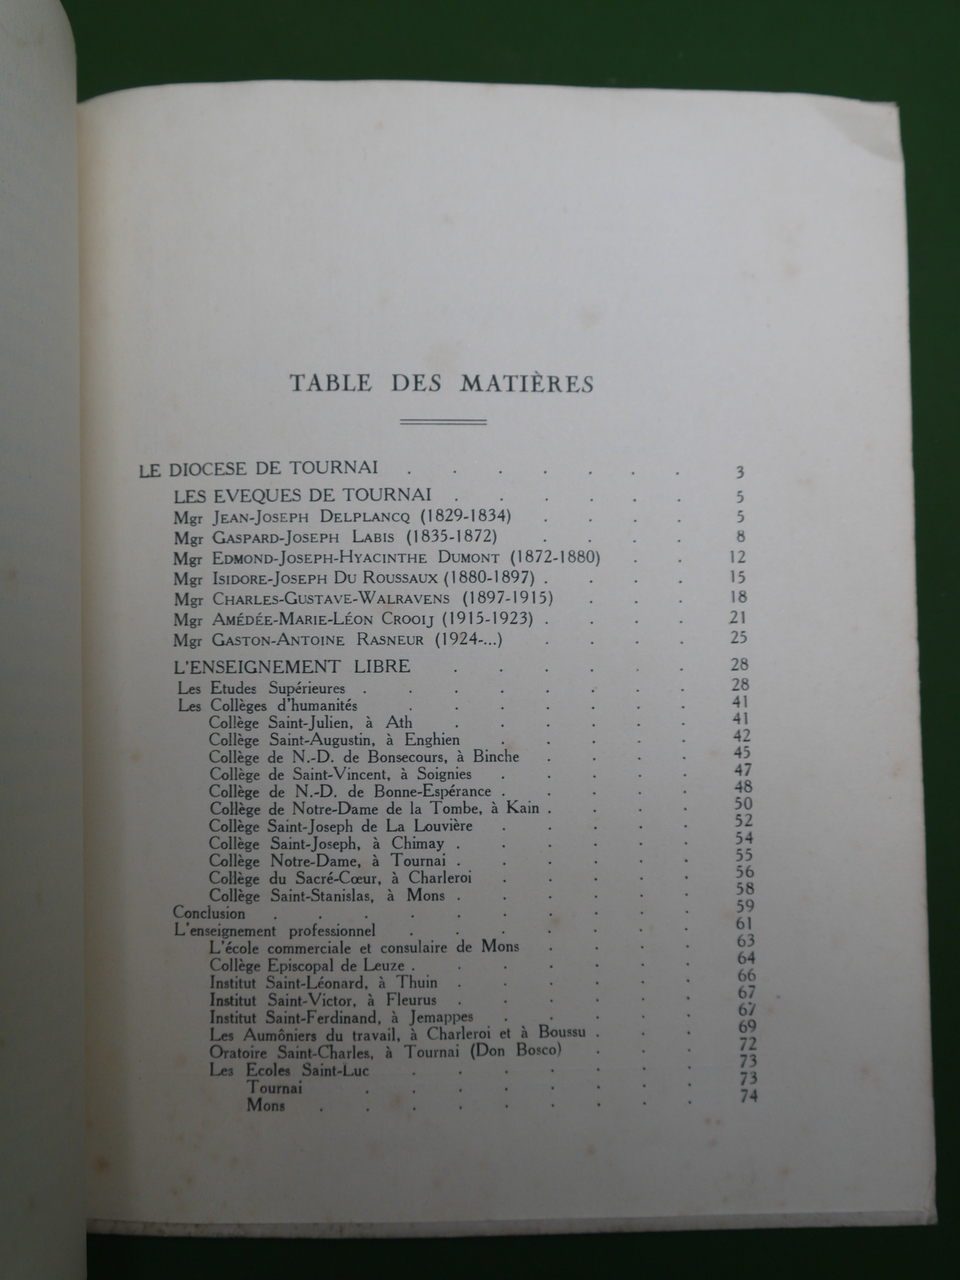 TABLE DES MATIÈRES
LE DIOCESE DE TOURNAI . . . . . . . 3
LES EVEQUES DE TOURNAI . . . . . . 5
Mgr JEAN-JOSEPH DELPLANCQ (1829-1834) . . . . 5
Mgr GASPARD-JOSEPH LABIS (1835-1872) . . . . 8
Mgr EDMOND-JOSEPH-HYACINTHE DUMONT (1872-1880) . . 12
Mgr ISIDORE-JOSEPH DU ROUSSAUX (1880-1897) . . . . 15
Mgr CHARLES-GUSTAVE-WALRAVENS (1897-1915) . . . 18
Mgr AMÉDÉE-MARIE-LÉON CROOIJ (1915-1923) . . . . 21
Mgr GASTON-ANTOINE RASNEUR (1924-...) . . . . 25
L'ENSEIGNEMENT LIBRE . . . . . . 28
Les Etudes Supérieures . . . . . . . . 28
Les Collèges d'humanités . . . . . . . 41
Collège Saint-Julien, à Ath . . . . . . 41
Collège Saint-Augustin, à Enghien . . . . . 42
Collège de N.-D. de Bonsecours, à Binche . . . . 45
Collège de Saint-Vincent, à Soignies . . . . . 47
Collège de N.-D. de Bonne-Espérance . . . . . 48
Collège de Notre-Dame de la Tombe, à Kain . . . . 50
Collège Saint-Joseph de La Louvière . . . . . 52
Collège Saint-Joseph, à Chimay . . . . . . 54
Collège Notre-Dame, à Tournai . . . . . . 55
Collège du Sacré-Cœur, à Charleroi . . . . . 56
Collège Saint-Stanislas, à Mons . . . . . . 58
Conclusion . . . . . . . . . . 59
L'enseignement professionnel . . . . . . . 61
L'école commerciale et consulaire de Mons . . . . 63
Collège Episcopal de Leuze . . . . . . . 64
Institut Saint-Léonard, à Thuin . . . . . . 66
Institut Saint-Victor, à Fleurus . . . . . . 67
Institut Saint-Ferdinand, à Jemappes . . . . . 67
Les Aumôniers du travail, à Charleroi et à Boussu . . . 69
Oratoire Saint-Charles, à Tournai (Don Bosco) . . . 72
Les Ecoles Saint-Luc . . . . . . . 73
Tournai . . . . . . . . 73
Mons . . . . . . . . . 74